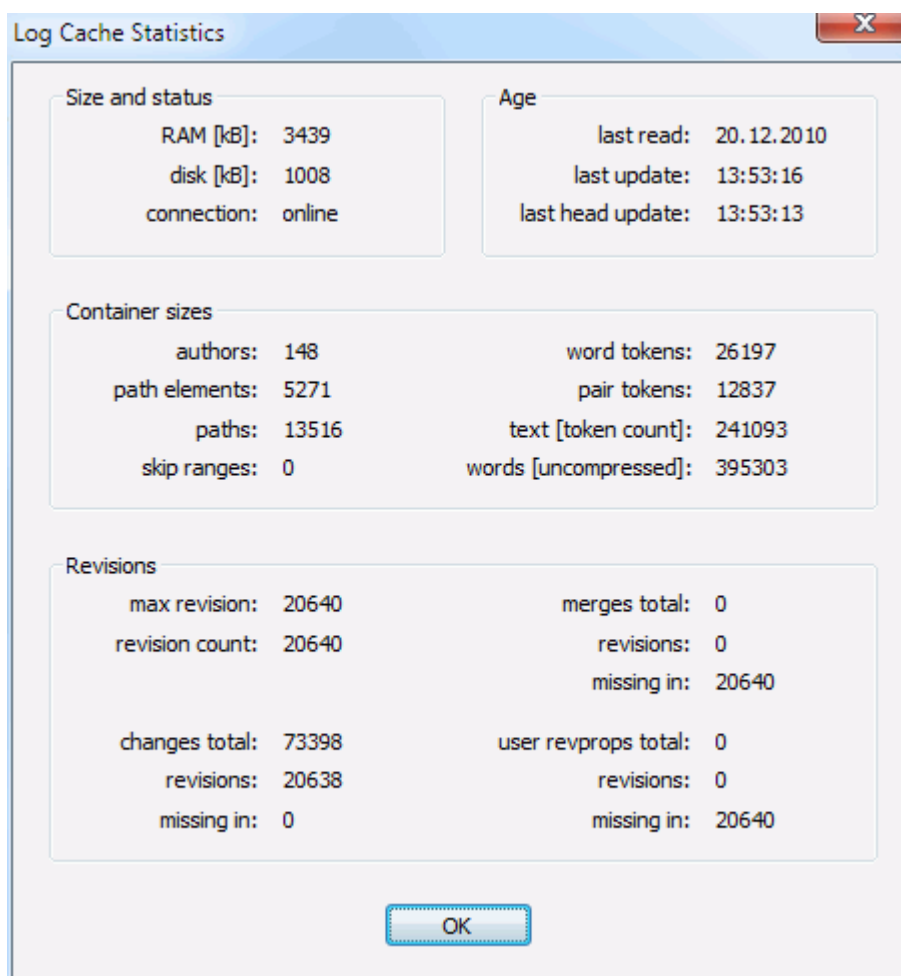 Log Cache Statistics
Size and status
RAM [kB]: 3439
disk [kB]: 1008
connection: online
Age
last read: 20.12.2010
last update: 13:53:16
last head update: 13:53:13
Container sizes
authors: 148
path elements: 5271
paths: 13516
skip ranges: 0
word tokens: 26197
pair tokens: 12837
text [token count]: 241093
words [uncompressed]: 395303
Revisions
max revision: 20640
revision count: 20640
merges total: 0
revisions: 0
missing in: 20640
changes total: 73398
revisions: 20638
missing in: 0
user revprops total: 0
revisions: 0
missing in: 20640
OK